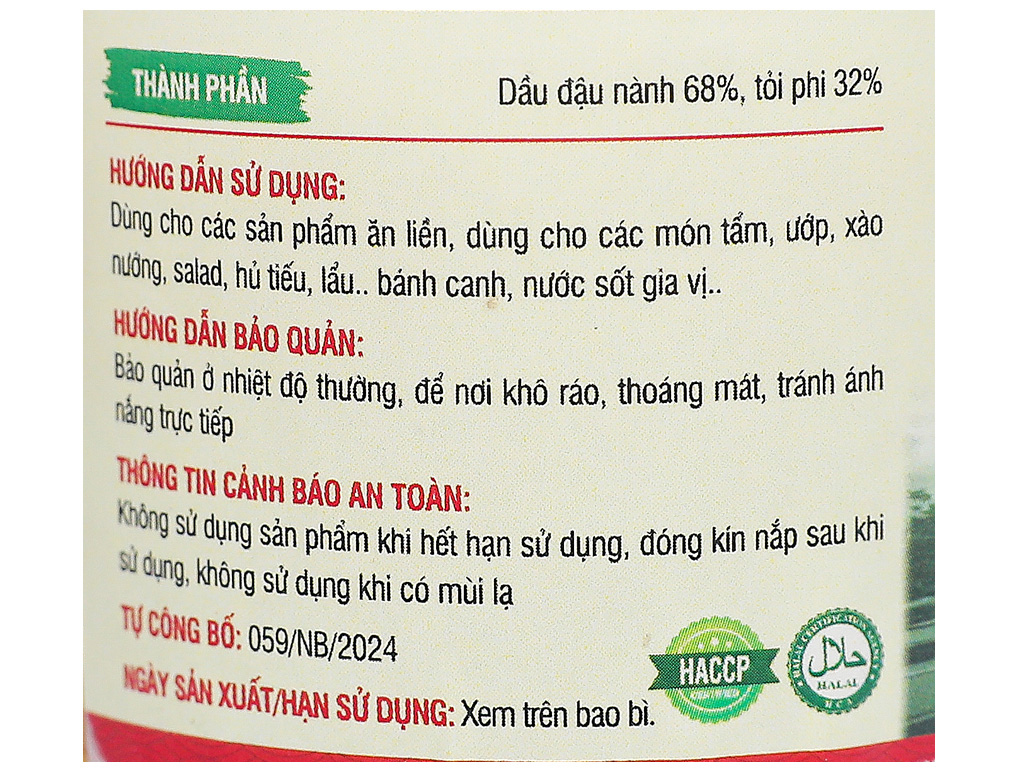 THÀNH PHẦN
Dầu đậu nành 68%, tỏi phi 32%
HƯỚNG DẪN SỬ DỤNG:
Dùng cho các sản phẩm ăn liền, dùng cho các món tẩm, ướp, xào
nướng, salad, hủ tiếu, lẩu.. bánh canh, nước sốt gia vị..
HƯỚNG DẪN BẢO QUẢN:
Bảo quản ở nhiệt độ thường, để nơi khô ráo, thoáng mát, tránh ánh
nắng trực tiếp
THÔNG TIN CẢNH BÁO AN TOÀN:
Không sử dụng sản phẩm khi hết hạn sử dụng, đóng kín nắp sau khi
sử dụng, không sử dụng khi có mùi lạ
TỰ CÔNG BỐ: 059/NB/2024
NGÀY SẢN XUẤT/HẠN SỬ DỤNG: Xem trên bao bì.
HACCP
HALAL CERTIFICATION AGENCY
حلال
HALAL
HCA